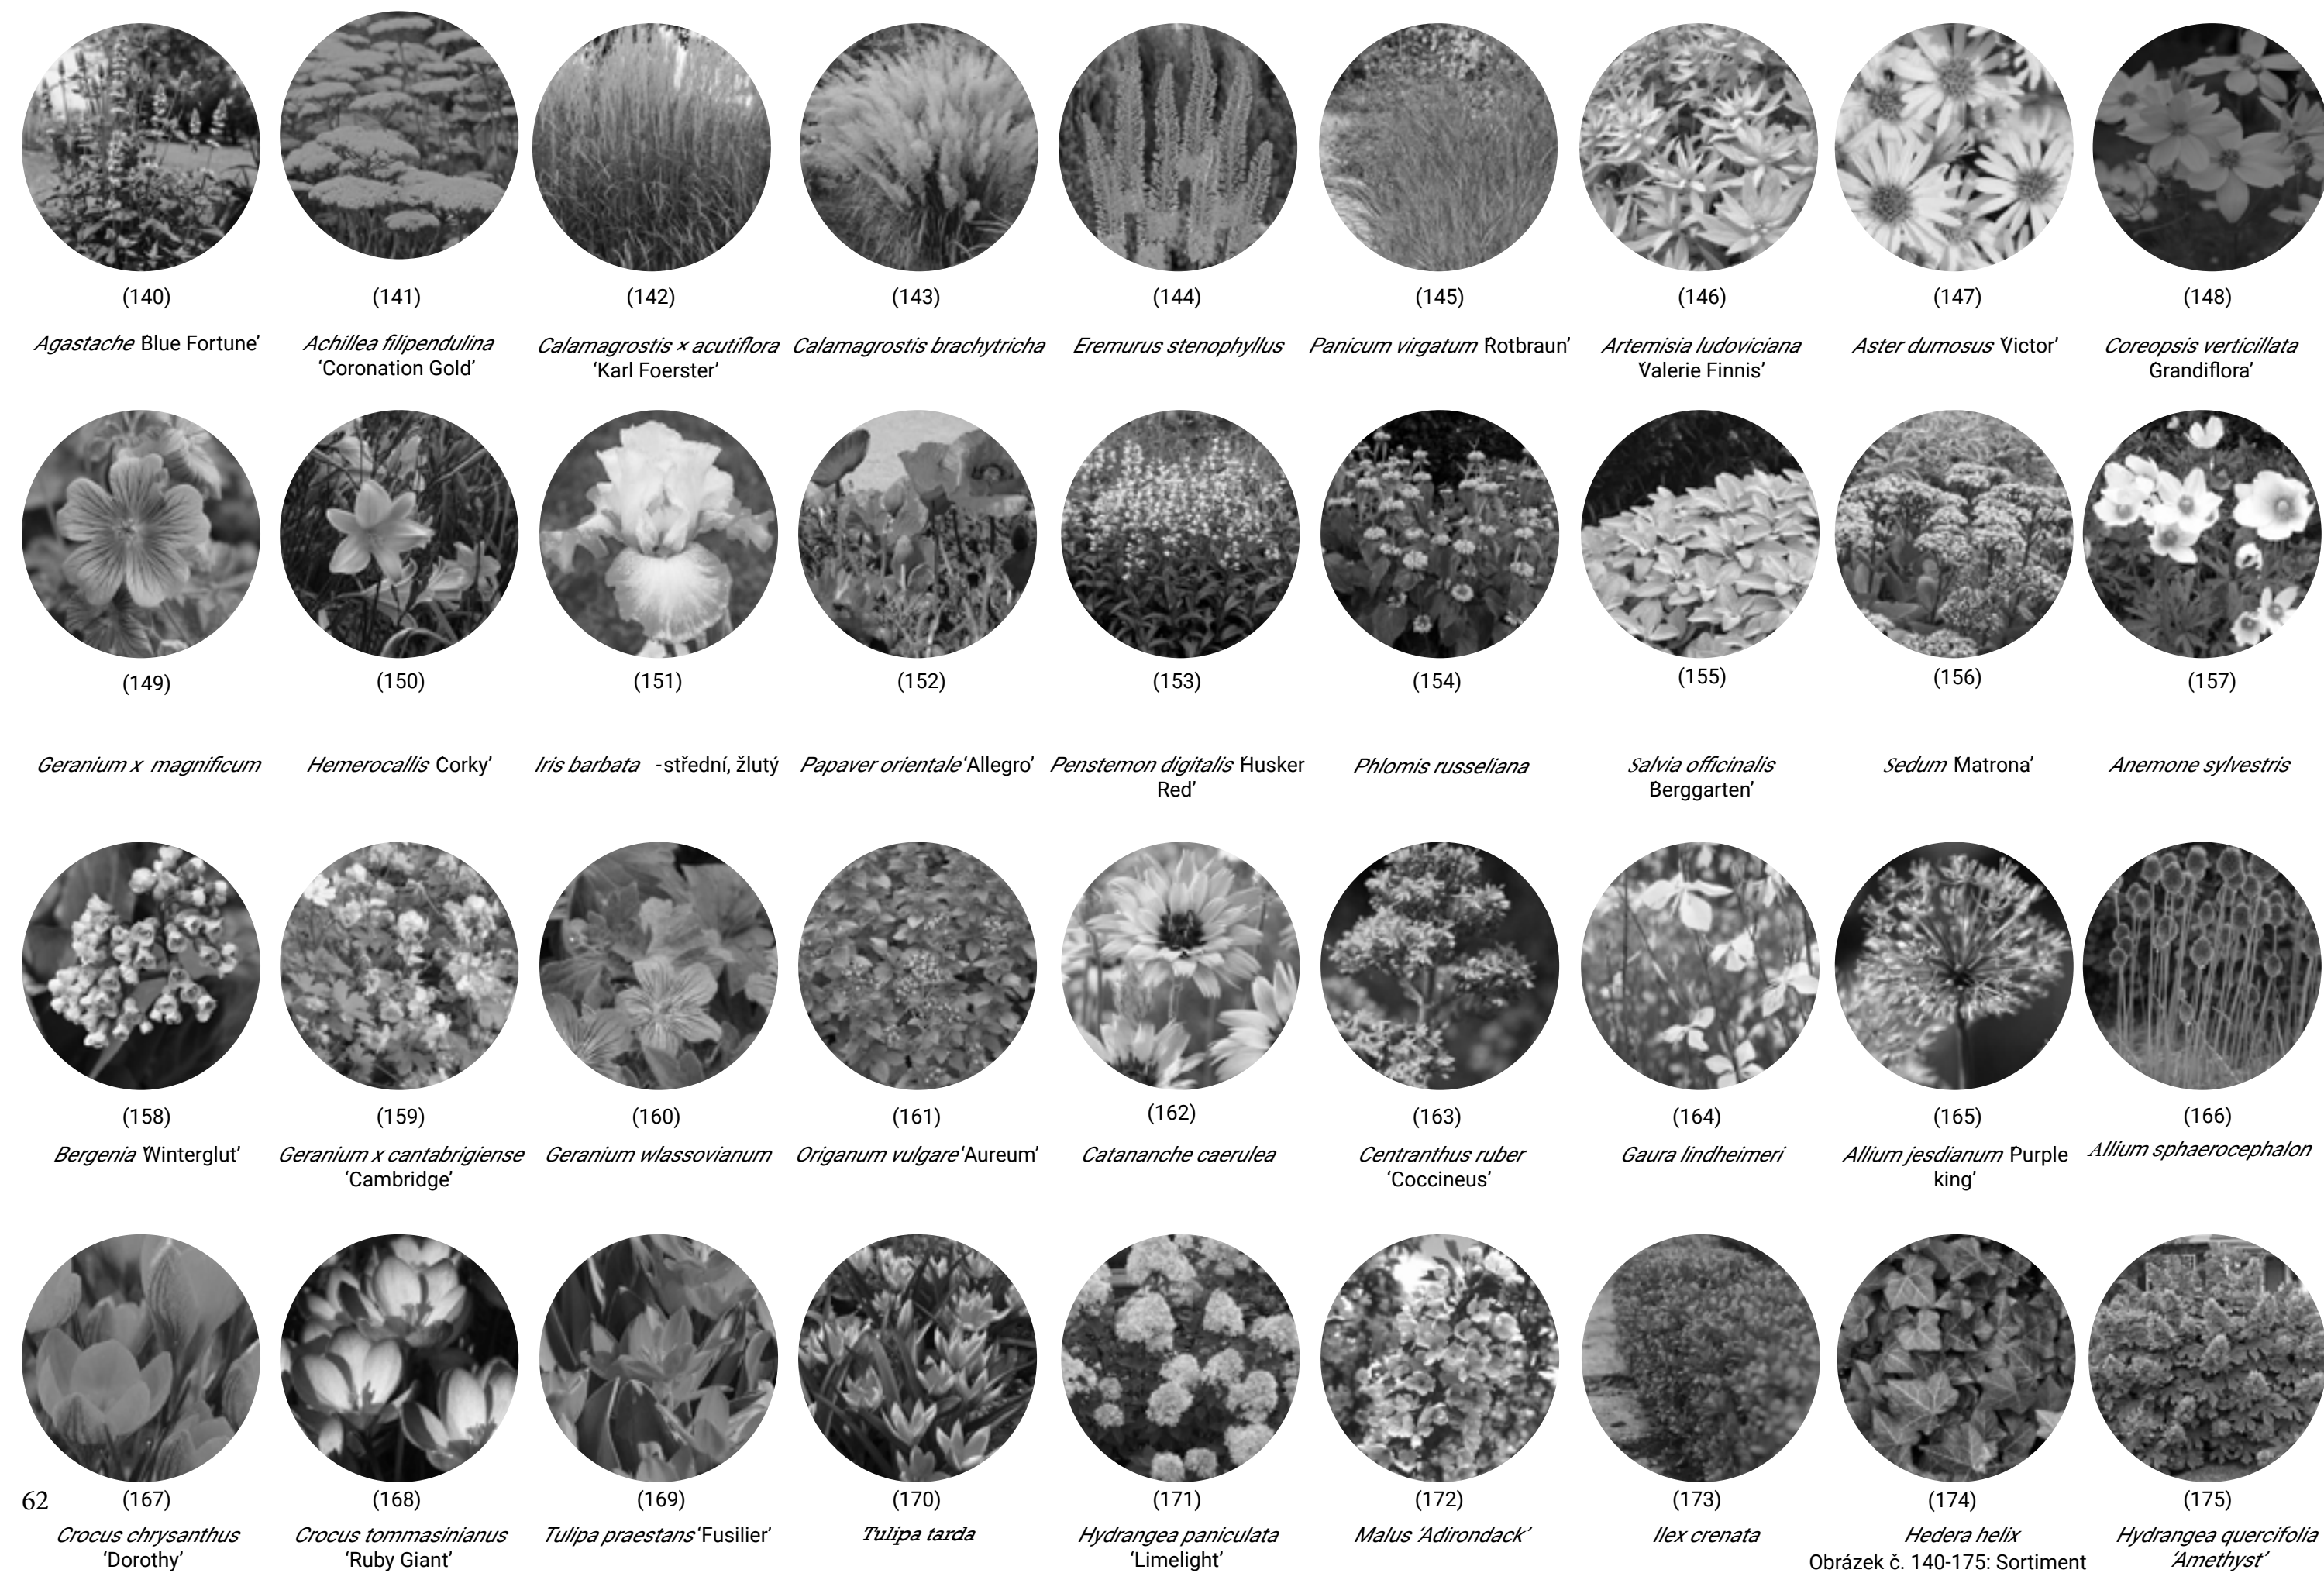 (140) (141) (142) (143) (144) (145) (146) (147) (148)
Agastache 'Blue Fortune' Achillea filipendulina Calamagrostis × acutiflora Calamagrostis brachytricha Eremurus stenophyllus Panicum virgatum 'Rotbraun' Artemisia ludoviciana Aster dumosus 'Victor' Coreopsis verticillata
'Coronation Gold' 'Karl Foerster' 'Valerie Finnis' Grandiflora'
(149) (150) (151) (152) (153) (154) (155) (156) (157)
Geranium x magnificum Hemerocallis 'Corky' Iris barbata -střední, žlutý Papaver orientale 'Allegro' Penstemon digitalis 'Husker Phlomis russeliana Salvia officinalis Sedum 'Matrona' Anemone sylvestris
Red' 'Berggarten'
(158) (159) (160) (161) (162) (163) (164) (165) (166)
Bergenia 'Winterglut' Geranium x cantabrigiense Geranium wlassovianum Origanum vulgare 'Aureum' Catananche caerulea Centranthus ruber Gaura lindheimeri Allium jesdianum 'Purple Allium sphaerocephalon
'Cambridge' 'Coccineus' king'
62 (167) (168) (169) (170) (171) (172) (173) (174) (175)
Crocus chrysanthus Crocus tommasinianus Tulipa praestans 'Fusilier' Tulipa tarda Hydrangea paniculata Malus 'Adirondack' Ilex crenata Hedera helix Hydrangea quercifolia
'Dorothy' 'Ruby Giant' 'Limelight' Obrázek č. 140-175: Sortiment 'Amethyst'